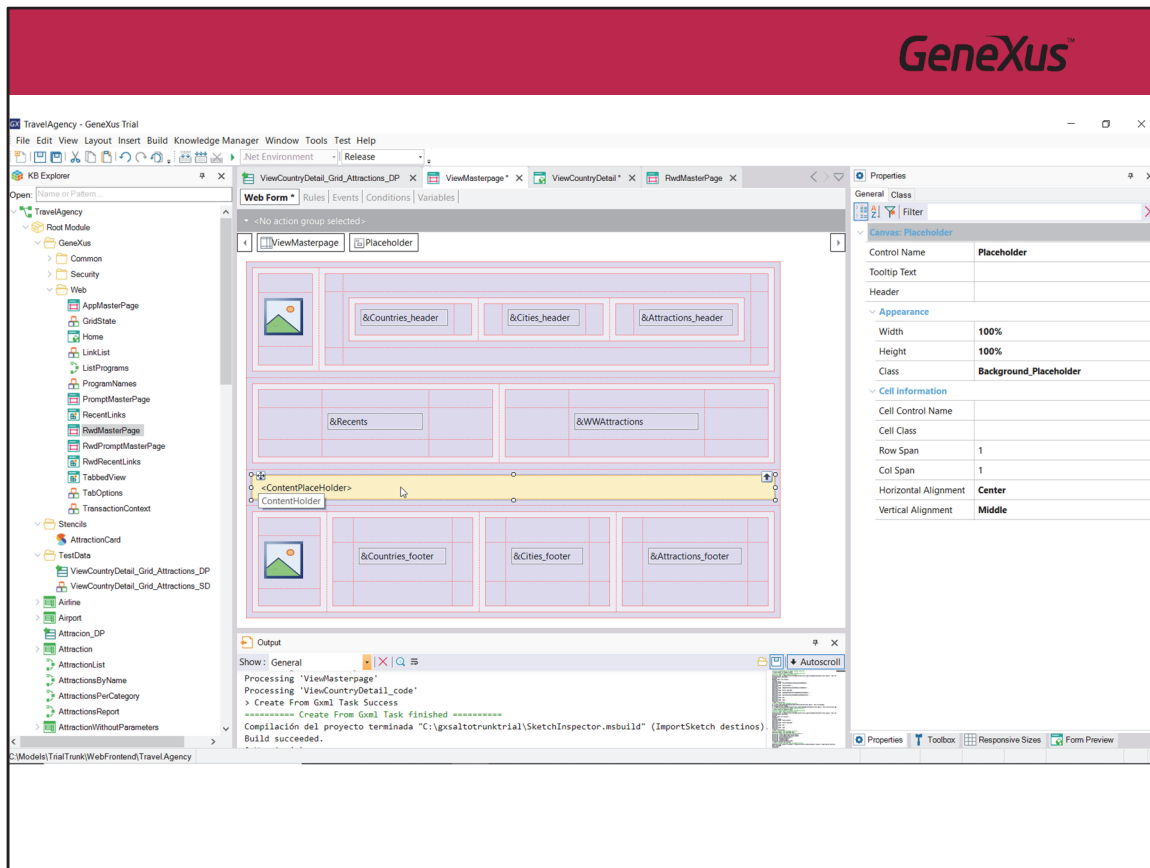 GeneXus™
GX TravelAgency - GeneXus Trial
File Edit View Layout Insert Build Knowledge Manager Window Tools Test Help
.Net Environment Release
KB Explorer
Open: Name or Pattern...
TravelAgency
Root Module
GeneXus
Common
Security
Web
AppMasterPage
GridState
Home
LinkList
ListPrograms
ProgramNames
PromptMasterPage
RecentLinks
RwdMasterPage
RwdPromptMasterPage
RwdRecentLinks
TabbedView
TabOptions
TransactionContext
Stencils
AttractionCard
TestData
ViewCountryDetail_Grid_Attractions_DP
ViewCountryDetail_Grid_Attractions_SD
Airline
Airport
Attracion_DP
Attraction
AttractionList
AttractionsByName
AttractionsPerCategory
AttractionsReport
AttractionWithoutParameters
ViewCountryDetail_Grid_Attractions_DP ViewMasterpage* ViewCountryDetail* RwdMasterPage
Web Form * Rules Events Conditions Variables
<No action group selected>
ViewMasterpage Placeholder
&Countries_header &Cities_header &Attractions_header
&Recents &WWAttractions
<ContentPlaceHolder>
ContentHolder
&Countries_footer &Cities_footer &Attractions_footer
Output
Show: General Autoscroll
Processing 'ViewMasterpage'
Processing 'ViewCountryDetail_code'
> Create From Gxml Task Success
========== Create From Gxml Task finished ==========
Compilación del proyecto terminada "C:\gxsaltotrunktrial\SketchInspector.msbuild" (ImportSketch destinos).
Build succeeded.
Properties
General Class
Filter
Canvas: Placeholder
Control Name Placeholder
Tooltip Text
Header
Appearance
Width 100%
Height 100%
Class Background_Placeholder
Cell information
Cell Control Name
Cell Class
Row Span 1
Col Span 1
Horizontal Alignment Center
Vertical Alignment Middle
Properties Toolbox Responsive Sizes Form Preview
C:\Models\TrialTrunk\WebFrontend\TravelAgency